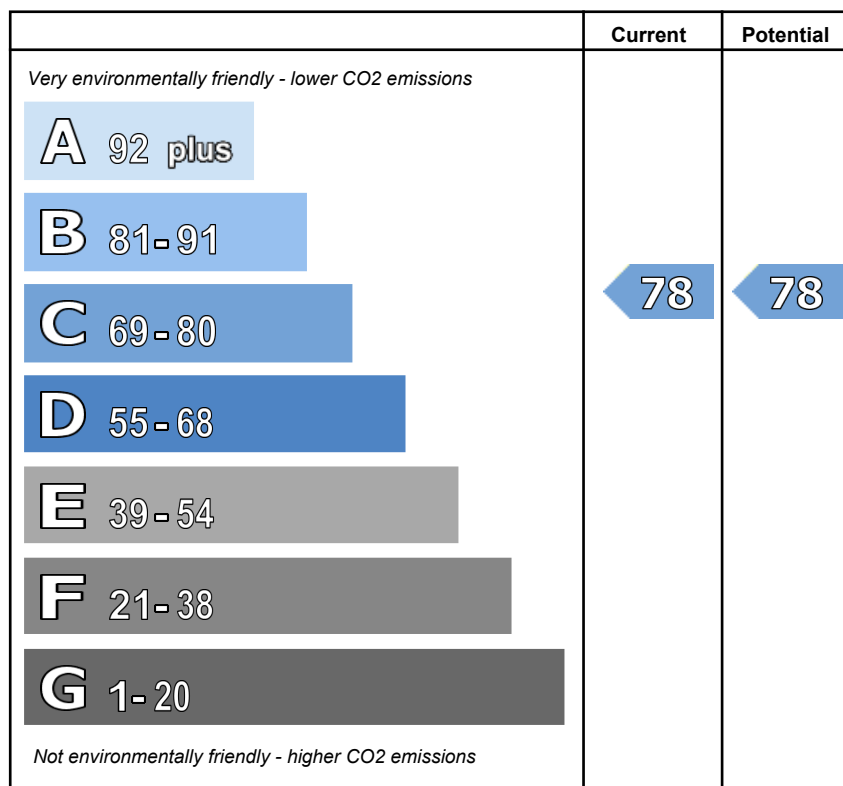 Current Potential
Very environmentally friendly - lower CO2 emissions
A 92 plus
B 81-91
C 69-80
78 78
D 55-68
E 39-54
F 21-38
G 1-20
Not environmentally friendly - higher CO2 emissions